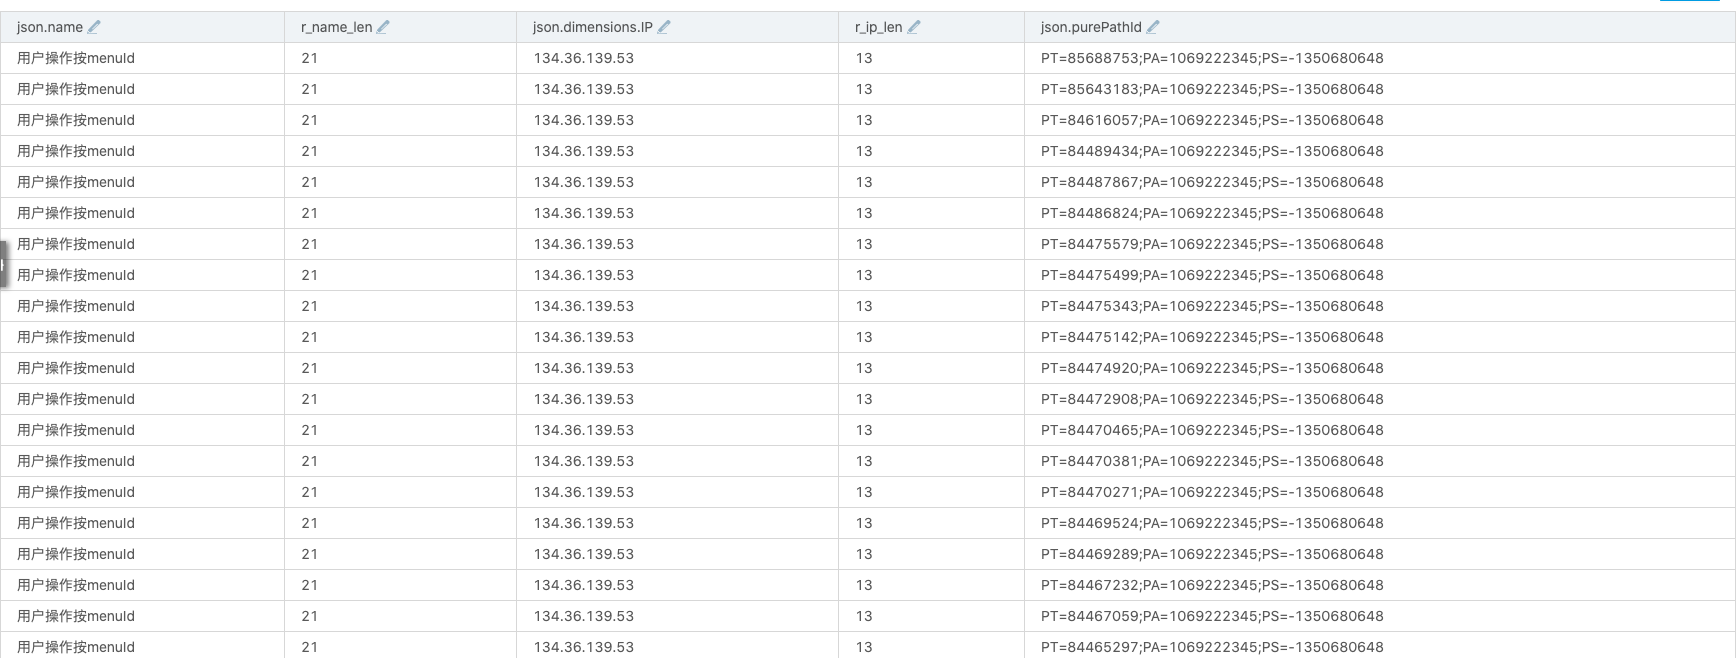 json.name r_name_len json.dimensions.IP r_ip_len json.purePathId
用户操作按menuId 21 134.36.139.53 13 PT=85688753;PA=1069222345;PS=-1350680648
用户操作按menuId 21 134.36.139.53 13 PT=85643183;PA=1069222345;PS=-1350680648
用户操作按menuId 21 134.36.139.53 13 PT=84616057;PA=1069222345;PS=-1350680648
用户操作按menuId 21 134.36.139.53 13 PT=84489434;PA=1069222345;PS=-1350680648
用户操作按menuId 21 134.36.139.53 13 PT=84487867;PA=1069222345;PS=-1350680648
用户操作按menuId 21 134.36.139.53 13 PT=84486824;PA=1069222345;PS=-1350680648
用户操作按menuId 21 134.36.139.53 13 PT=84475579;PA=1069222345;PS=-1350680648
用户操作按menuId 21 134.36.139.53 13 PT=84475499;PA=1069222345;PS=-1350680648
用户操作按menuId 21 134.36.139.53 13 PT=84475343;PA=1069222345;PS=-1350680648
用户操作按menuId 21 134.36.139.53 13 PT=84475142;PA=1069222345;PS=-1350680648
用户操作按menuId 21 134.36.139.53 13 PT=84474920;PA=1069222345;PS=-1350680648
用户操作按menuId 21 134.36.139.53 13 PT=84472908;PA=1069222345;PS=-1350680648
用户操作按menuId 21 134.36.139.53 13 PT=84470465;PA=1069222345;PS=-1350680648
用户操作按menuId 21 134.36.139.53 13 PT=84470381;PA=1069222345;PS=-1350680648
用户操作按menuId 21 134.36.139.53 13 PT=84470271;PA=1069222345;PS=-1350680648
用户操作按menuId 21 134.36.139.53 13 PT=84469524;PA=1069222345;PS=-1350680648
用户操作按menuId 21 134.36.139.53 13 PT=84469289;PA=1069222345;PS=-1350680648
用户操作按menuId 21 134.36.139.53 13 PT=84467232;PA=1069222345;PS=-1350680648
用户操作按menuId 21 134.36.139.53 13 PT=84467059;PA=1069222345;PS=-1350680648
用户操作按menuId 21 134.36.139.53 13 PT=84465297;PA=1069222345;PS=-1350680648